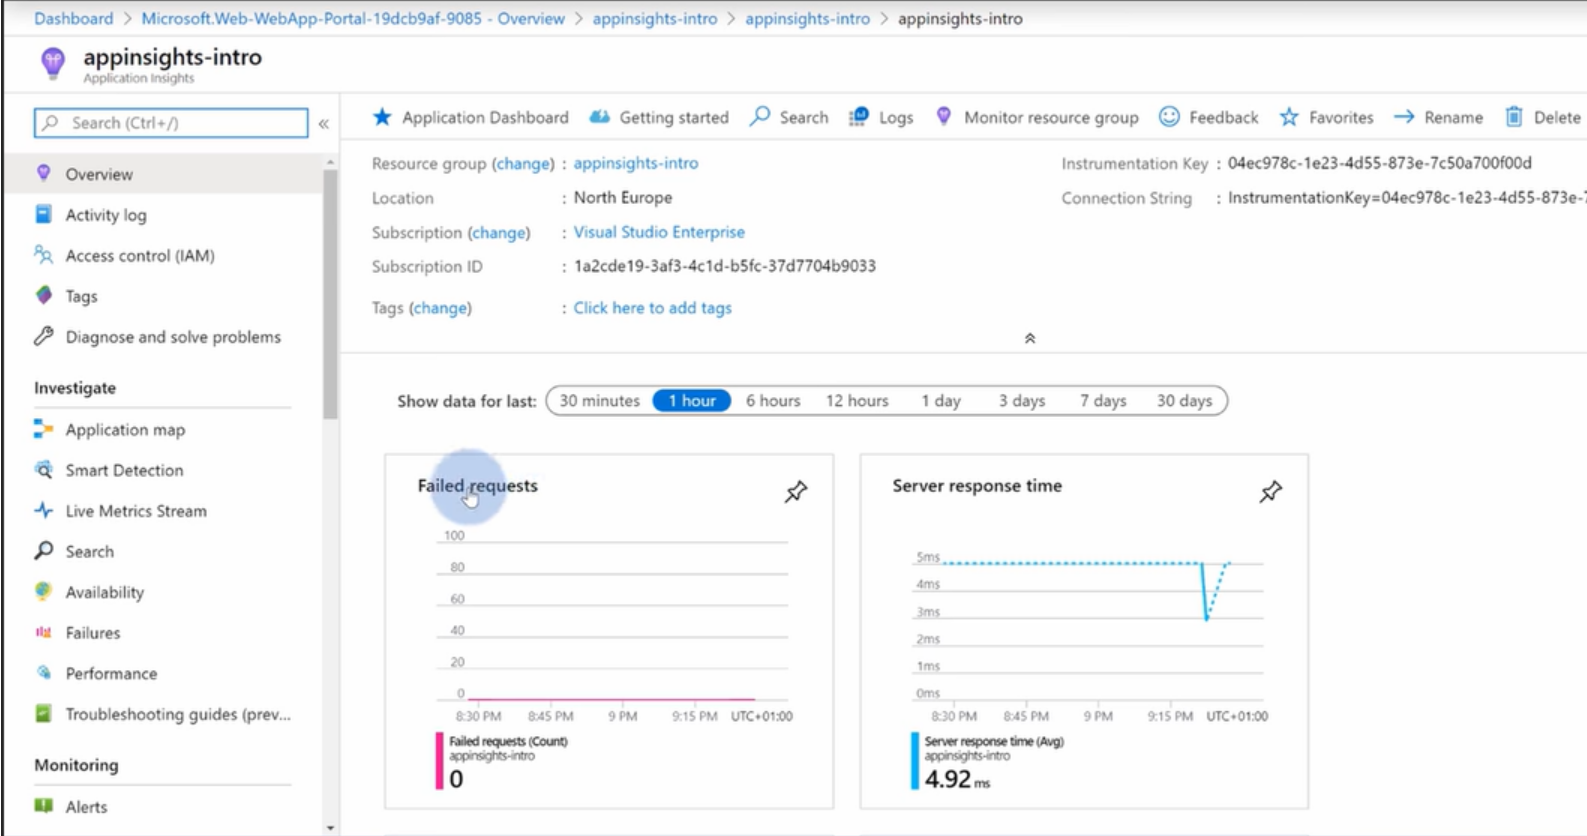 Dashboard > Microsoft.Web-WebApp-Portal-19dcb9af-9085 - Overview > appinsights-intro > appinsights-intro > appinsights-intro
appinsights-intro
Application Insights
Search (Ctrl+/)
«
Overview
Activity log
Access control (IAM)
Tags
Diagnose and solve problems
Investigate
Application map
Smart Detection
Live Metrics Stream
Search
Availability
Failures
Performance
Troubleshooting guides (prev...
Monitoring
Alerts
Application Dashboard Getting started Search Logs Monitor resource group Feedback Favorites Rename Delete
Resource group (change) : appinsights-intro
Location : North Europe
Subscription (change) : Visual Studio Enterprise
Subscription ID : 1a2cde19-3af3-4c1d-b5fc-37d7704b9033
Tags (change) : Click here to add tags
Instrumentation Key : 04ec978c-1e23-4d55-873e-7c50a700f00d
Connection String : InstrumentationKey=04ec978c-1e23-4d55-873e-7
Show data for last: 30 minutes 1 hour 6 hours 12 hours 1 day 3 days 7 days 30 days
Failed requests
100
80
60
40
20
0
8:30 PM 8:45 PM 9 PM 9:15 PM UTC+01:00
Failed requests (Count)
appinsights-intro
0
Server response time
5ms
4ms
3ms
2ms
1ms
0ms
8:30 PM 8:45 PM 9 PM 9:15 PM UTC+01:00
Server response time (Avg)
appinsights-intro
4.92 ms